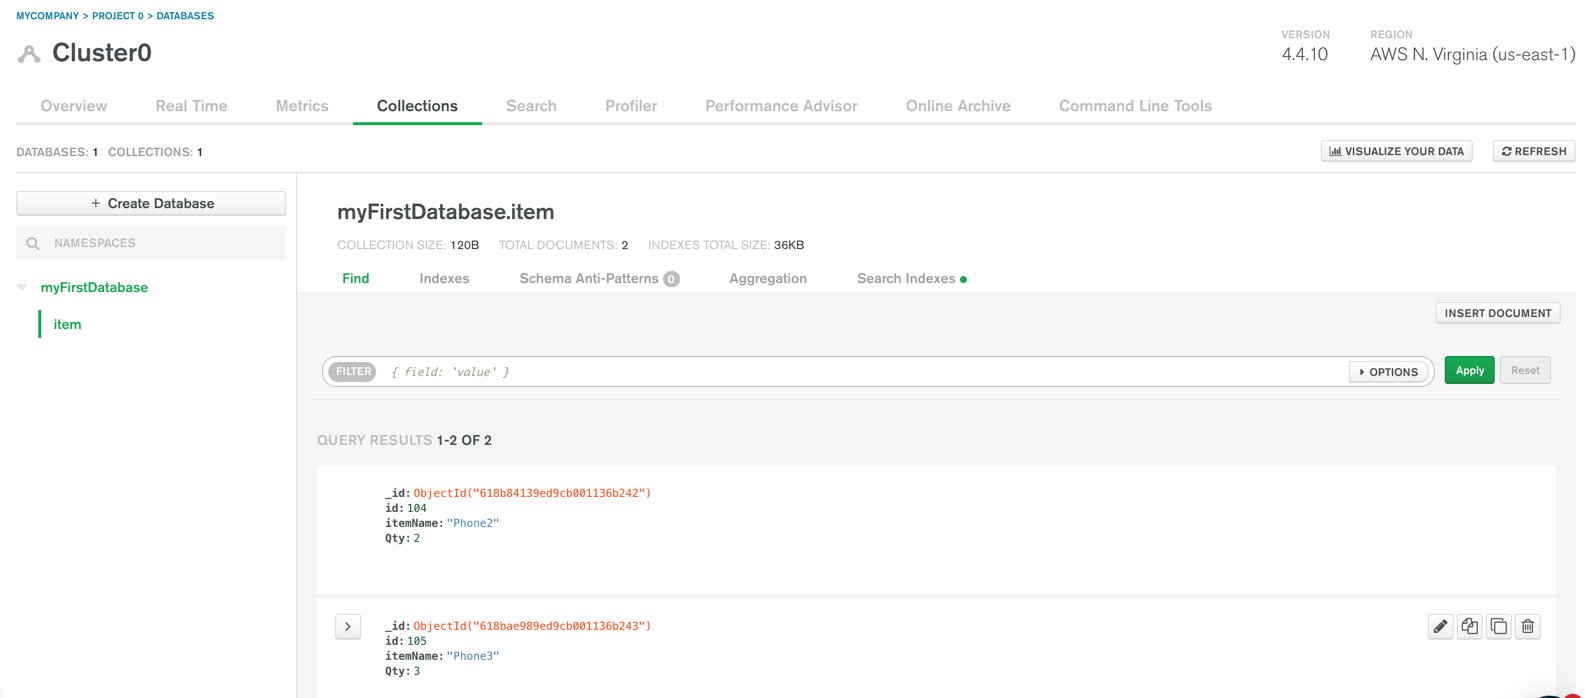 MYCOMPANY > PROJECT 0 > DATABASES
Cluster0
VERSION
4.4.10
REGION
AWS N. Virginia (us-east-1)
Overview Real Time Metrics Collections Search Profiler Performance Advisor Online Archive Command Line Tools
DATABASES: 1 COLLECTIONS: 1
VISUALIZE YOUR DATA
REFRESH
+ Create Database
NAMESPACES
myFirstDatabase
item
myFirstDatabase.item
COLLECTION SIZE: 120B TOTAL DOCUMENTS: 2 INDEXES TOTAL SIZE: 36KB
Find Indexes Schema Anti-Patterns 0 Aggregation Search Indexes
INSERT DOCUMENT
FILTER { field: 'value' } OPTIONS Apply Reset
QUERY RESULTS 1-2 OF 2
_id: ObjectId("618b84139ed9cb001136b242")
id: 104
itemName: "Phone2"
Qty: 2
_id: ObjectId("618bae989ed9cb001136b243")
id: 105
itemName: "Phone3"
Qty: 3